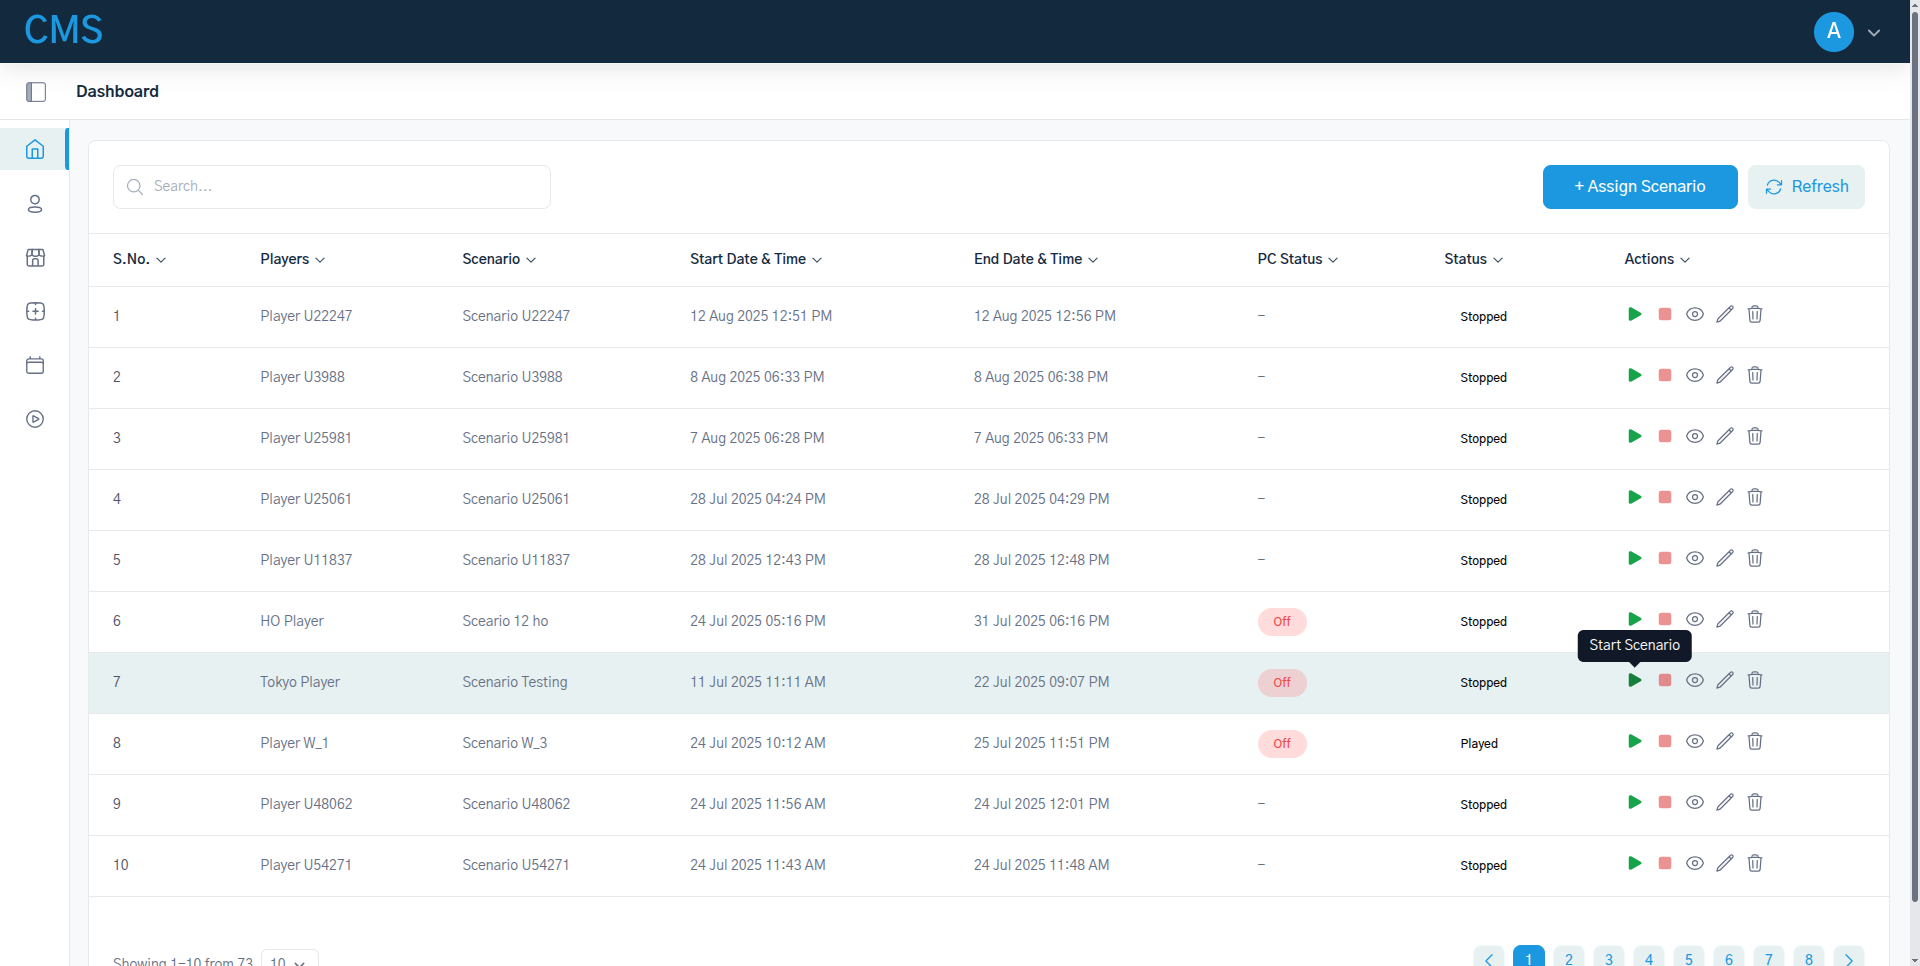 CMS
A
Dashboard
Search...
+ Assign Scenario
Refresh
S.No. Players Scenario Start Date & Time End Date & Time PC Status Status Actions
1 Player U22247 Scenario U22247 12 Aug 2025 12:51 PM 12 Aug 2025 12:56 PM – Stopped
2 Player U3988 Scenario U3988 8 Aug 2025 06:33 PM 8 Aug 2025 06:38 PM – Stopped
3 Player U25981 Scenario U25981 7 Aug 2025 06:28 PM 7 Aug 2025 06:33 PM – Stopped
4 Player U25061 Scenario U25061 28 Jul 2025 04:24 PM 28 Jul 2025 04:29 PM – Stopped
5 Player U11837 Scenario U11837 28 Jul 2025 12:43 PM 28 Jul 2025 12:48 PM – Stopped
6 HO Player Sceario 12 ho 24 Jul 2025 05:16 PM 31 Jul 2025 06:16 PM Off Stopped
Start Scenario
7 Tokyo Player Scenario Testing 11 Jul 2025 11:11 AM 22 Jul 2025 09:07 PM Off Stopped
8 Player W_1 Scenario W_3 24 Jul 2025 10:12 AM 25 Jul 2025 11:51 PM Off Played
9 Player U48062 Scenario U48062 24 Jul 2025 11:56 AM 24 Jul 2025 12:01 PM – Stopped
10 Player U54271 Scenario U54271 24 Jul 2025 11:43 AM 24 Jul 2025 11:48 AM – Stopped
Showing 1–10 from 73 10
1 2 3 4 5 6 7 8